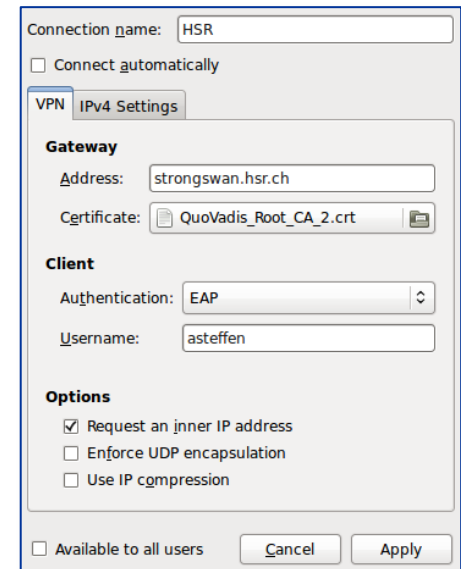 Connection name: HSR
Connect automatically
VPN IPv4 Settings
Gateway
Address: strongswan.hsr.ch
Certificate: QuoVadis_Root_CA_2.crt
Client
Authentication: EAP
Username: asteffen
Options
Request an inner IP address
Enforce UDP encapsulation
Use IP compression
Available to all users Cancel Apply